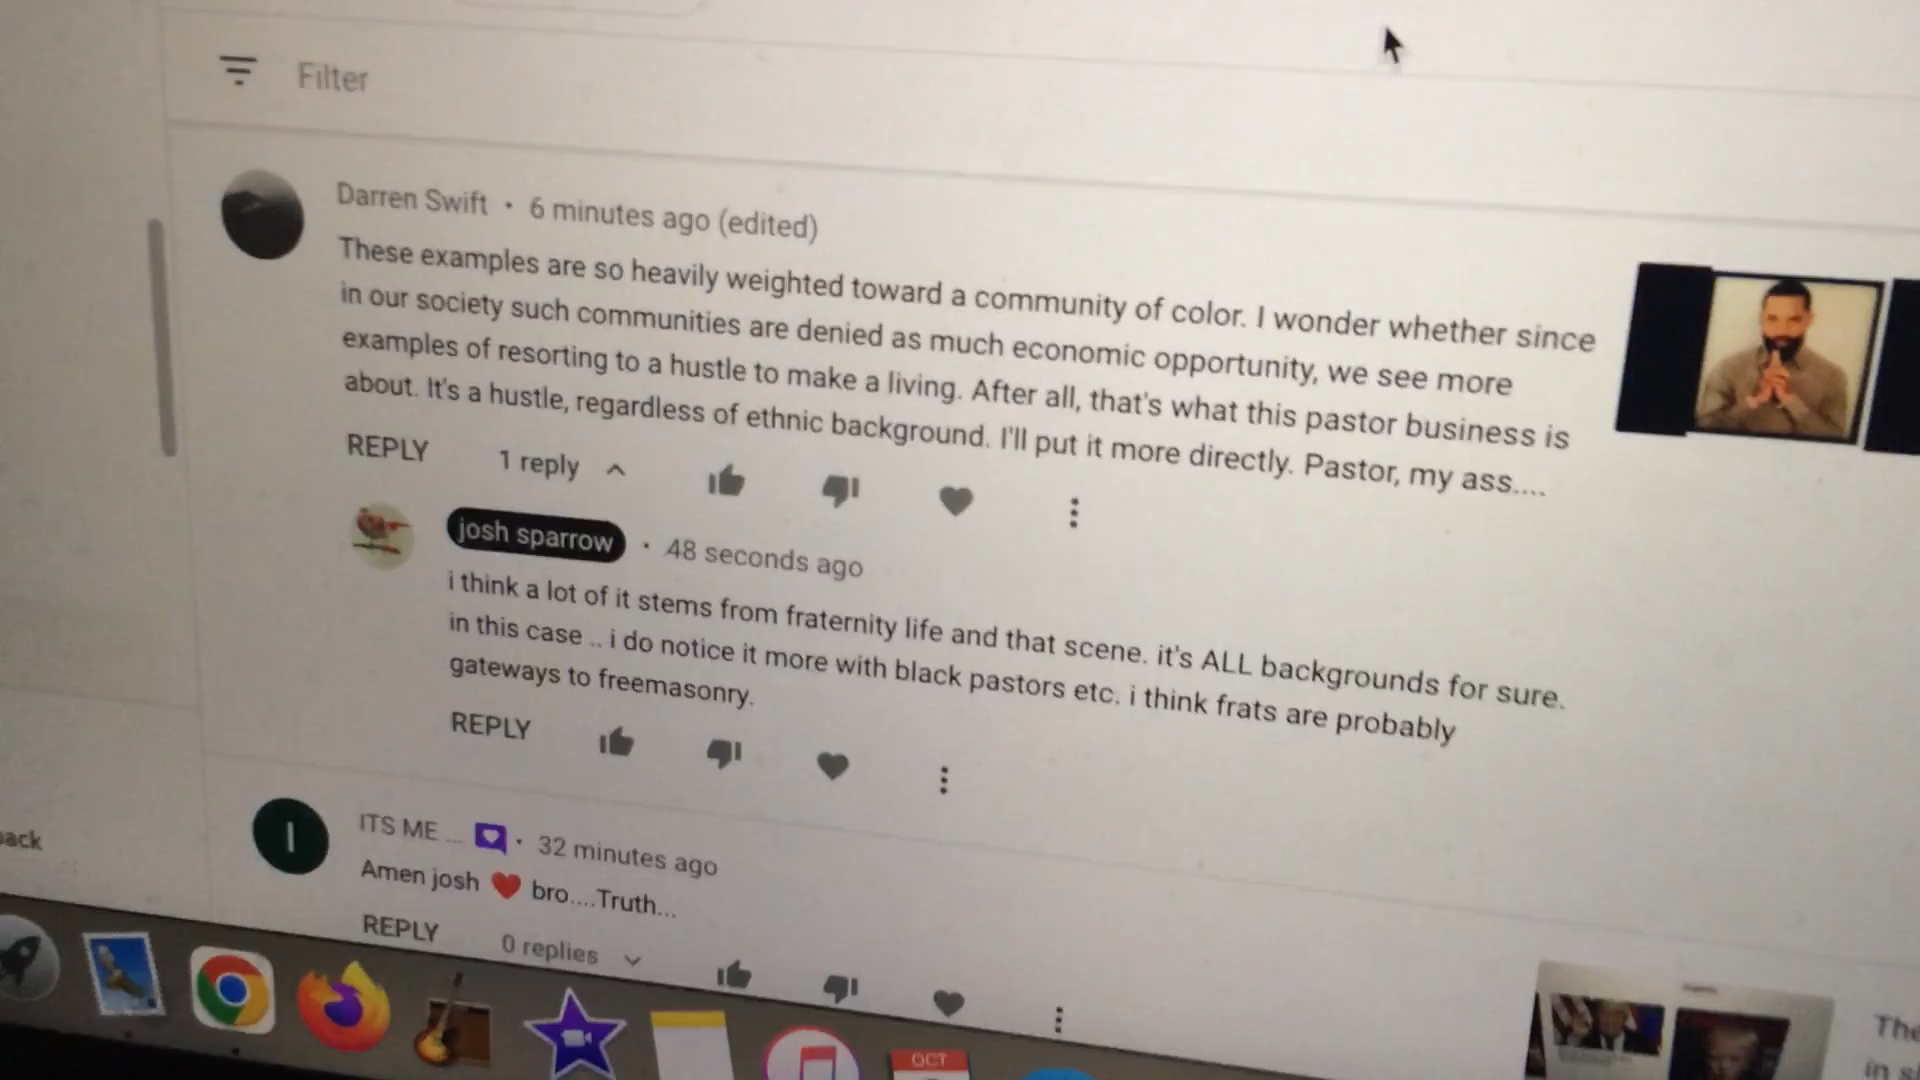 Filter
Darren Swift • 6 minutes ago (edited)
These examples are so heavily weighted toward a community of color. I wonder whether since
in our society such communities are denied as much economic opportunity, we see more
examples of resorting to a hustle to make a living. After all, that's what this pastor business is
about. It's a hustle, regardless of ethnic background. I'll put it more directly. Pastor, my ass....
REPLY 1 reply
josh sparrow • 48 seconds ago
i think a lot of it stems from fraternity life and that scene. it's ALL backgrounds for sure.
in this case .. i do notice it more with black pastors etc. i think frats are probably
gateways to freemasonry.
REPLY
I
ITS ME ... • 32 minutes ago
Amen josh ❤️ bro....Truth...
REPLY 0 replies
OCT